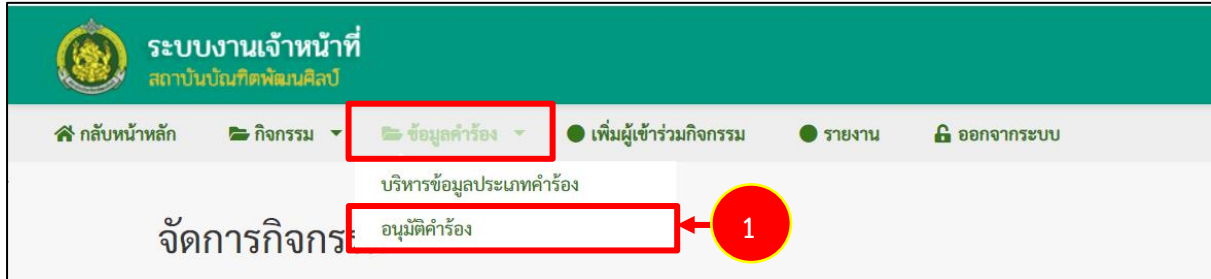 ระบบงานเจ้าหน้าที่
สถาบันบัณฑิตพัฒนศิลป์
กลับหน้าหลัก กิจกรรม ข้อมูลคำร้อง เพิ่มผู้เข้าร่วมกิจกรรม รายงาน ออกจากระบบ
บริหารข้อมูลประเภทคำร้อง
อนุมัติคำร้อง 1
จัดการกิจกร